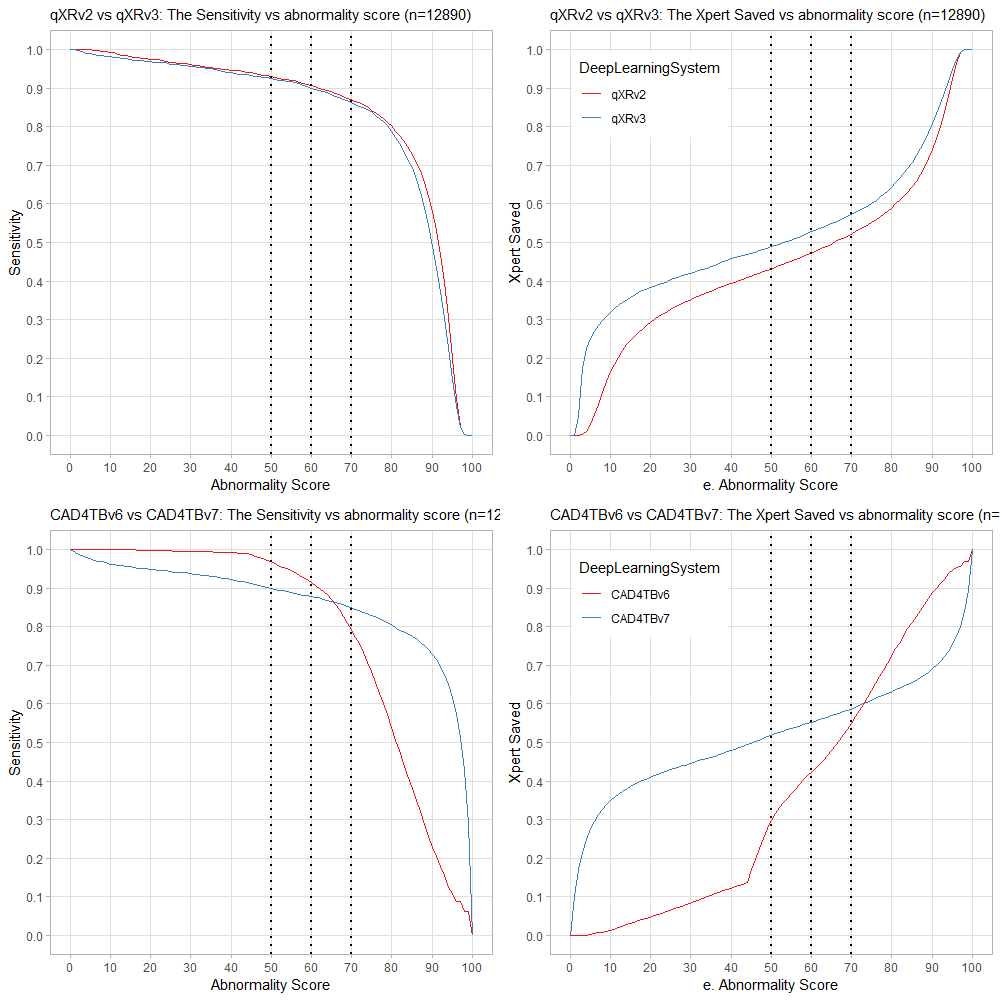 qXRv2 vs qXRv3: The Sensitivity vs abnormality score (n=12890)
1.0
0.9
0.8
0.7
0.6
0.5
0.4
0.3
0.2
0.1
0.0
Sensitivity
0 10 20 30 40 50 60 70 80 90 100
Abnormality Score
qXRv2 vs qXRv3: The Xpert Saved vs abnormality score (n=12890)
DeepLearningSystem
qXRv2
qXRv3
1.0
0.9
0.8
0.7
0.6
0.5
0.4
0.3
0.2
0.1
0.0
Xpert Saved
0 10 20 30 40 50 60 70 80 90 100
e. Abnormality Score
CAD4TBv6 vs CAD4TBv7: The Sensitivity vs abnormality score (n=12
1.0
0.9
0.8
0.7
0.6
0.5
0.4
0.3
0.2
0.1
0.0
Sensitivity
0 10 20 30 40 50 60 70 80 90 100
Abnormality Score
CAD4TBv6 vs CAD4TBv7: The Xpert Saved vs abnormality score (n=
DeepLearningSystem
CAD4TBv6
CAD4TBv7
1.0
0.9
0.8
0.7
0.6
0.5
0.4
0.3
0.2
0.1
0.0
Xpert Saved
0 10 20 30 40 50 60 70 80 90 100
e. Abnormality Score